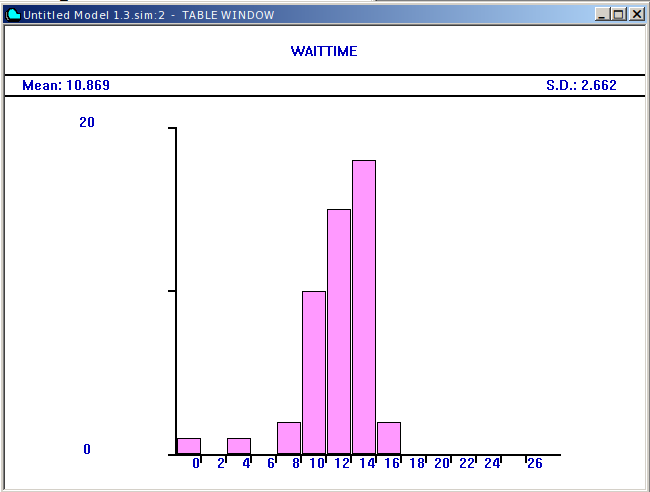 Untitled Model 1.3.sim:2 - TABLE WINDOW
WAITTIME
Mean: 10.869 S.D.: 2.662
20
0
0 2 4 6 8 10 12 14 16 18 20 22 24 26